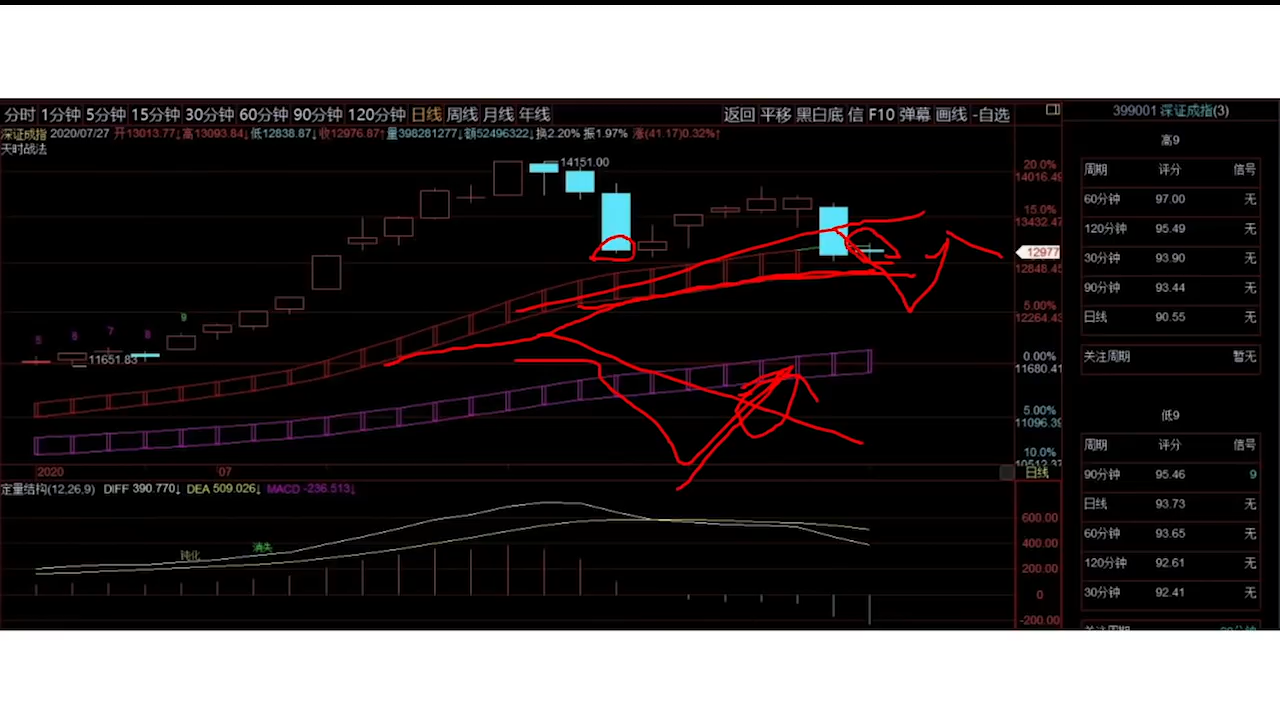 分时 1分钟 5分钟 15分钟 30分钟 60分钟 90分钟 120分钟 日线 周线 月线 年线 返回 平移 黑白底 信 F10 弹幕 画线 -自选
深证成指 2020/07/27 开13013.77↓高13093.84↓低12838.87↓收12976.87↑量398281277↓额52496322↓换2.20% 振1.97% 涨(41.17)0.32%↑
天时战法
14151.00
11651.83
5 6 7 8 9
20.0%
14016.49
15.0%
13432.47
12977
12848.45
5.00%
12264.43
0.00%
11680.41
5.00%
11096.39
10.0%
10512.37
2020 07
日线
定量结构(12,26,9) DIFF 390.770↓ DEA 509.026↓ MACD -236.513↓
钝化 消失
600.00
400.00
200.00
0
-200.00
399001 深证成指(3)
高9
周期 评分 信号
60分钟 97.00 无
120分钟 95.49 无
30分钟 93.90 无
90分钟 93.44 无
日线 90.55 无
关注周期 暂无
低9
周期 评分 信号
90分钟 95.46 9
日线 93.73 无
60分钟 93.65 无
120分钟 92.61 无
30分钟 92.41 无